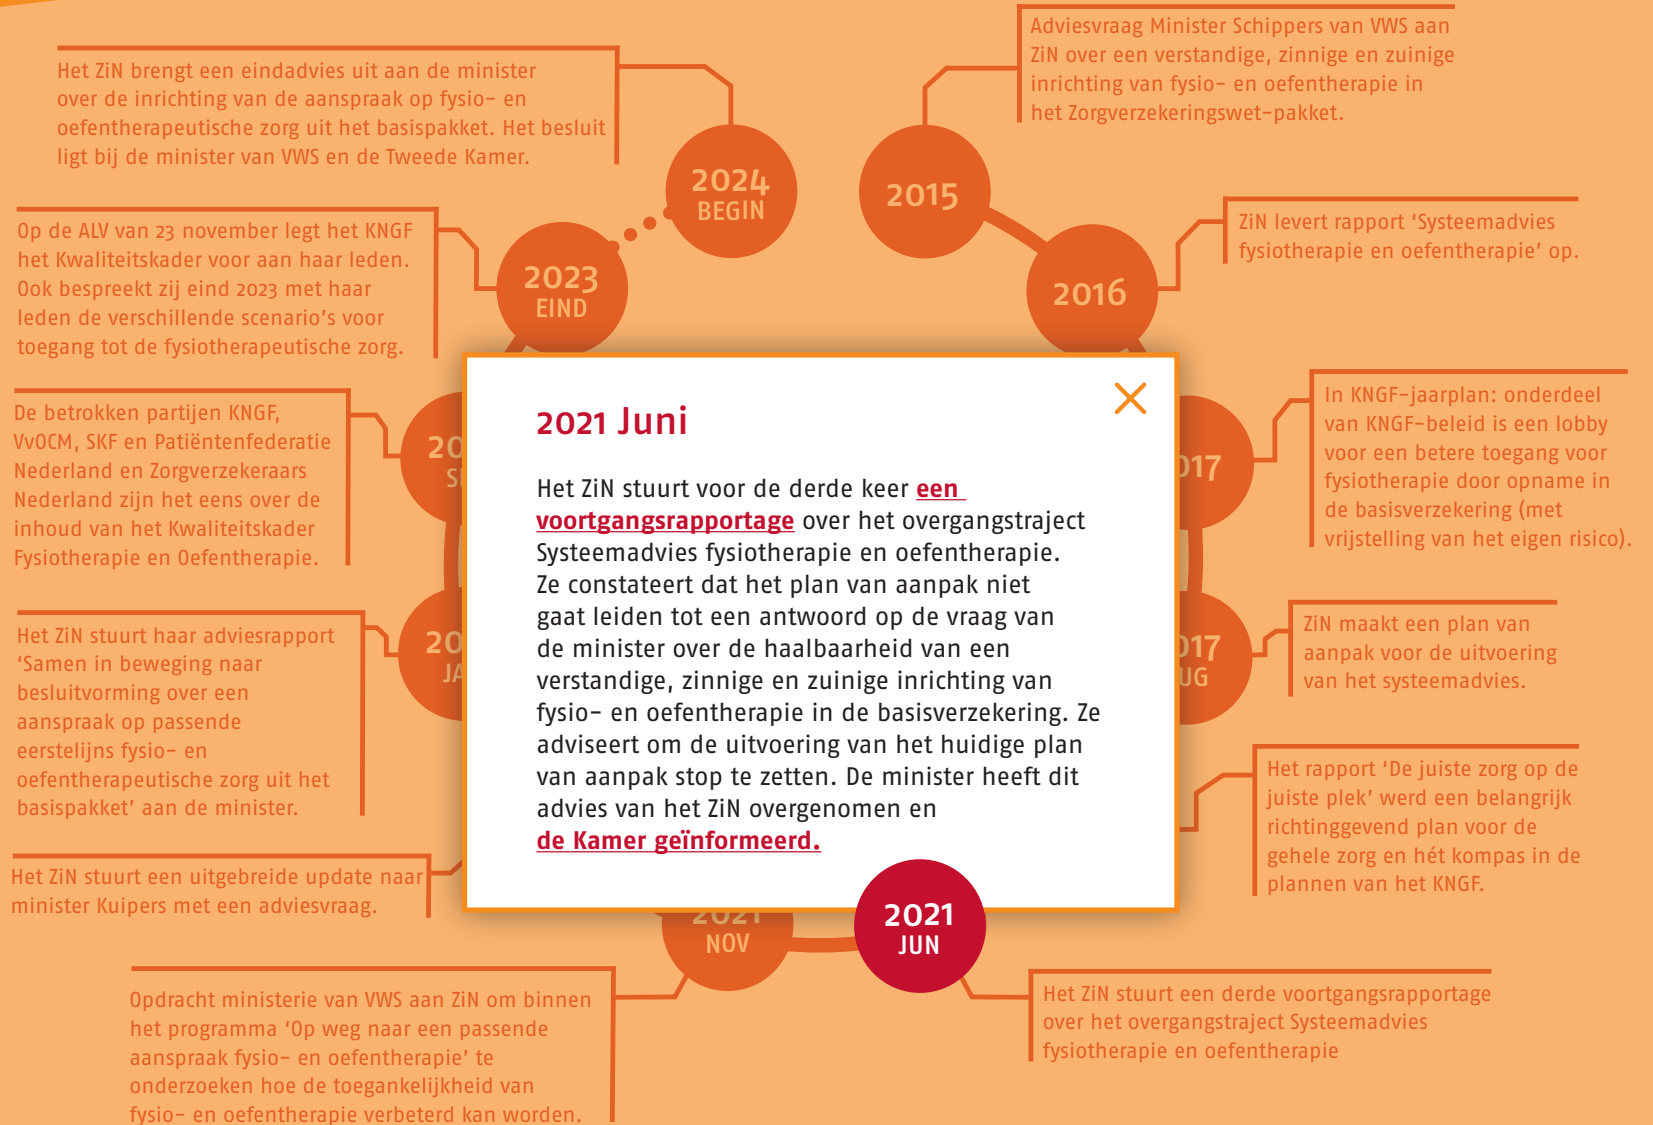 Adviesvraag Minister Schippers van VWS aan
ZiN over een verstandige, zinnige en zuinige
inrichting van fysio- en oefentherapie in
het Zorgverzekeringswet-pakket.
2015
ZiN levert rapport ‘Systeemadvies
fysiotherapie en oefentherapie’ op.
2016
In KNGF-jaarplan: onderdeel
van KNGF-beleid is een lobby
voor een betere toegang voor
fysiotherapie door opname in
de basisverzekering (met
vrijstelling van het eigen risico).
17
ZiN maakt een plan van
aanpak voor de uitvoering
van het systeemadvies.
17
UG
Het rapport ‘De juiste zorg op de
juiste plek’ werd een belangrijk
richtinggevend plan voor de
gehele zorg en hét kompas in de
plannen van het KNGF.
2021 Juni
Het ZiN stuurt voor de derde keer een
voortgangsrapportage over het overgangstraject
Systeemadvies fysiotherapie en oefentherapie.
Ze constateert dat het plan van aanpak niet
gaat leiden tot een antwoord op de vraag van
de minister over de haalbaarheid van een
verstandige, zinnige en zuinige inrichting van
fysio- en oefentherapie in de basisverzekering. Ze
adviseert om de uitvoering van het huidige plan
van aanpak stop te zetten. De minister heeft dit
advies van het ZiN overgenomen en
de Kamer geïnformeerd.
2021
JUN
Het ZiN stuurt een derde voortgangsrapportage
over het overgangstraject Systeemadvies
fysiotherapie en oefentherapie
2021
NOV
Opdracht ministerie van VWS aan ZiN om binnen
het programma ‘Op weg naar een passende
aanspraak fysio- en oefentherapie’ te
onderzoeken hoe de toegankelijkheid van
fysio- en oefentherapie verbeterd kan worden.
Het ZiN stuurt een uitgebreide update naar
minister Kuipers met een adviesvraag.
20
JA
Het ZiN stuurt haar adviesrapport
‘Samen in beweging naar
besluitvorming over een
aanspraak op passende
eerstelijns fysio- en
oefentherapeutische zorg uit het
basispakket’ aan de minister.
20
De betrokken partijen KNGF,
VvOCM, SKF en Patiëntenfederatie
Nederland en Zorgverzekeraars
Nederland zijn het eens over de
inhoud van het Kwaliteitskader
Fysiotherapie en Oefentherapie.
2023
EIND
Op de ALV van 23 november legt het KNGF
het Kwaliteitskader voor aan haar leden.
Ook bespreekt zij eind 2023 met haar
leden de verschillende scenario’s voor
toegang tot de fysiotherapeutische zorg.
2024
BEGIN
Het ZiN brengt een eindadvies uit aan de minister
over de inrichting van de aanspraak op fysio- en
oefentherapeutische zorg uit het basispakket. Het besluit
ligt bij de minister van VWS en de Tweede Kamer.